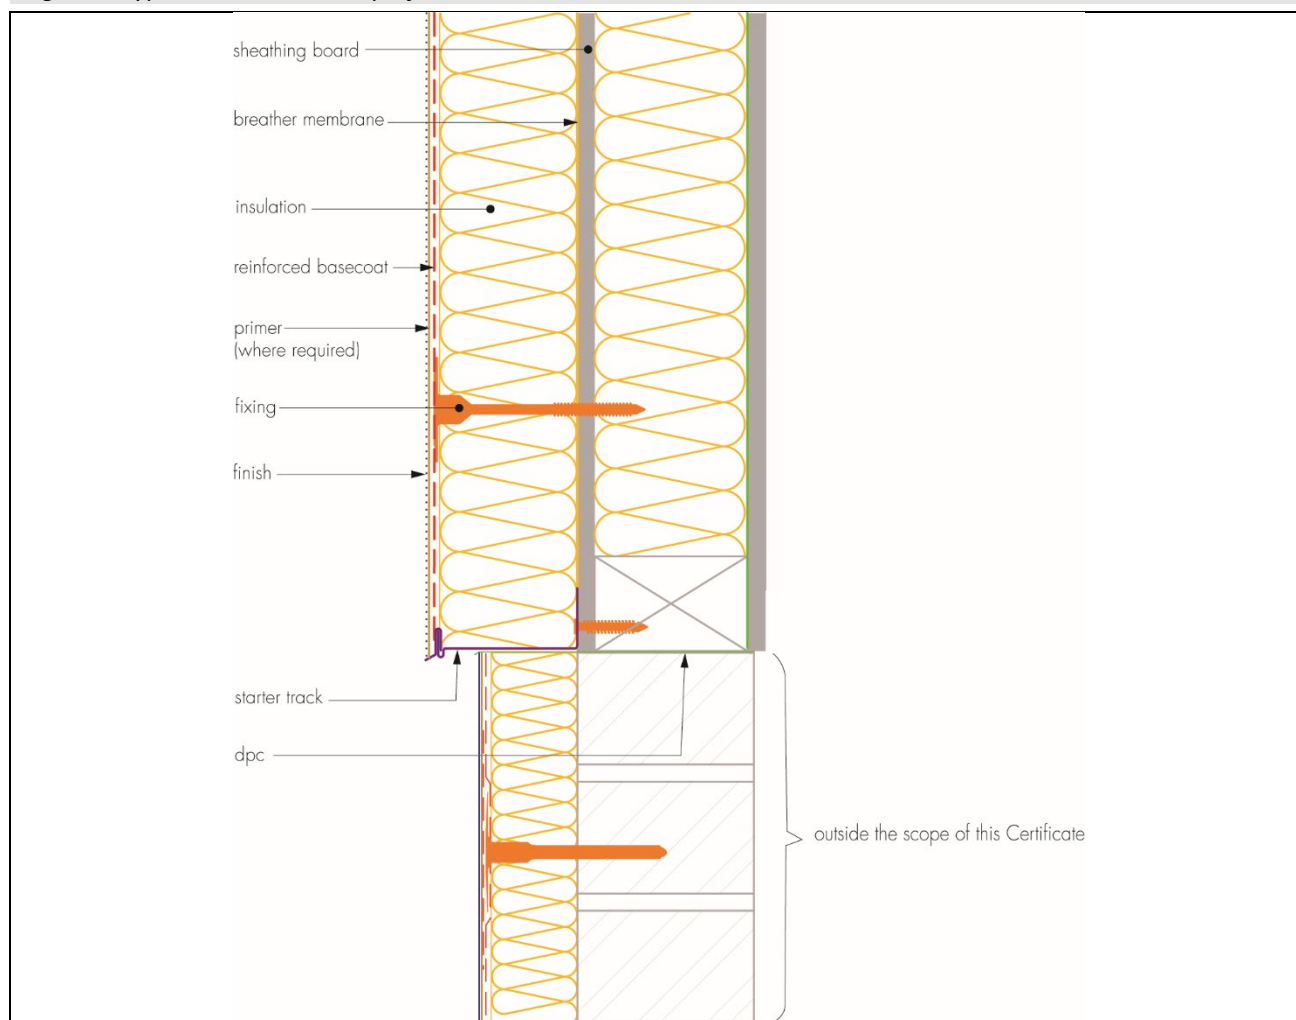 sheathing board
breather membrane
insulation
reinforced basecoat
primer
(where required)
fixing
finish
starter track
dpc
outside the scope of this Certificate